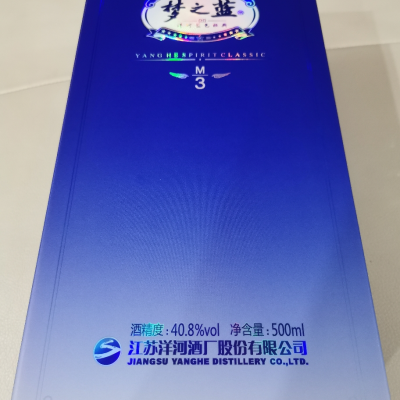 梦之蓝
YANGHE SPIRIT CLASSIC
M
3
酒精度:40.8%vol 净含量:500ml
江苏洋河酒厂股份有限公司
JIANGSU YANGHE DISTILLERY CO.,LTD.